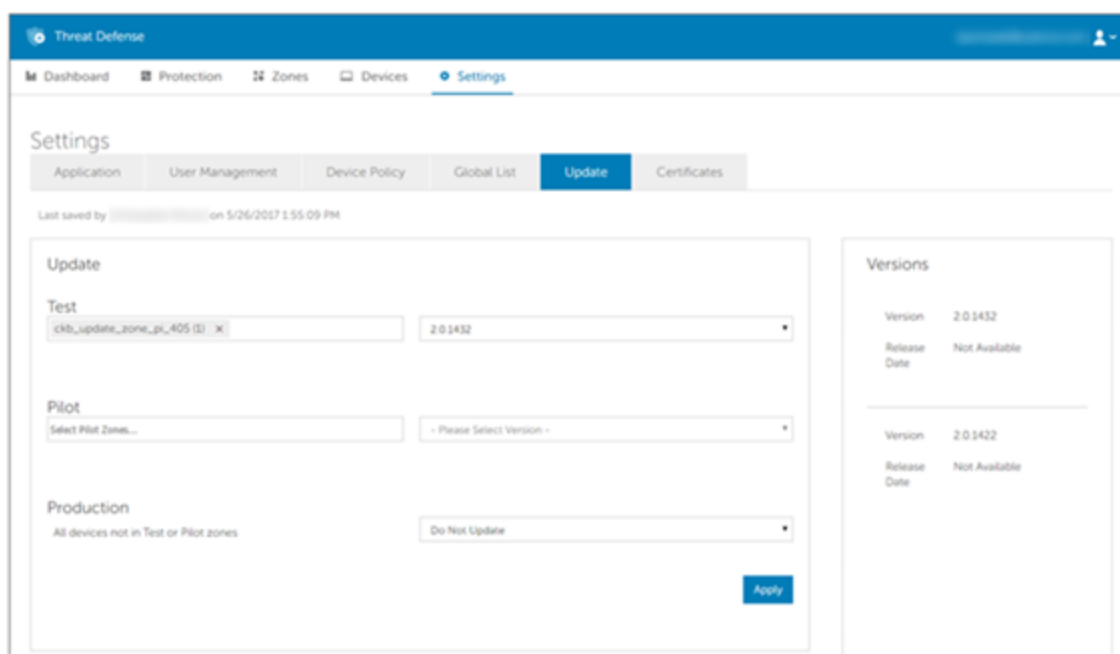 Threat Defense
Dashboard Protection Zones Devices Settings
Settings
Application User Management Device Policy Global List Update Certificates
Last saved by on 5/26/2017 1:55:09 PM
Update
Test
ckb_update_zone_pi_405 (1) ×
2.0.1432
Pilot
Select Pilot Zones...
- Please Select Version -
Production
All devices not in Test or Pilot zones
Do Not Update
Apply
Versions
Version 2.0.1432
Release Not Available
Date
Version 2.0.1422
Release Not Available
Date